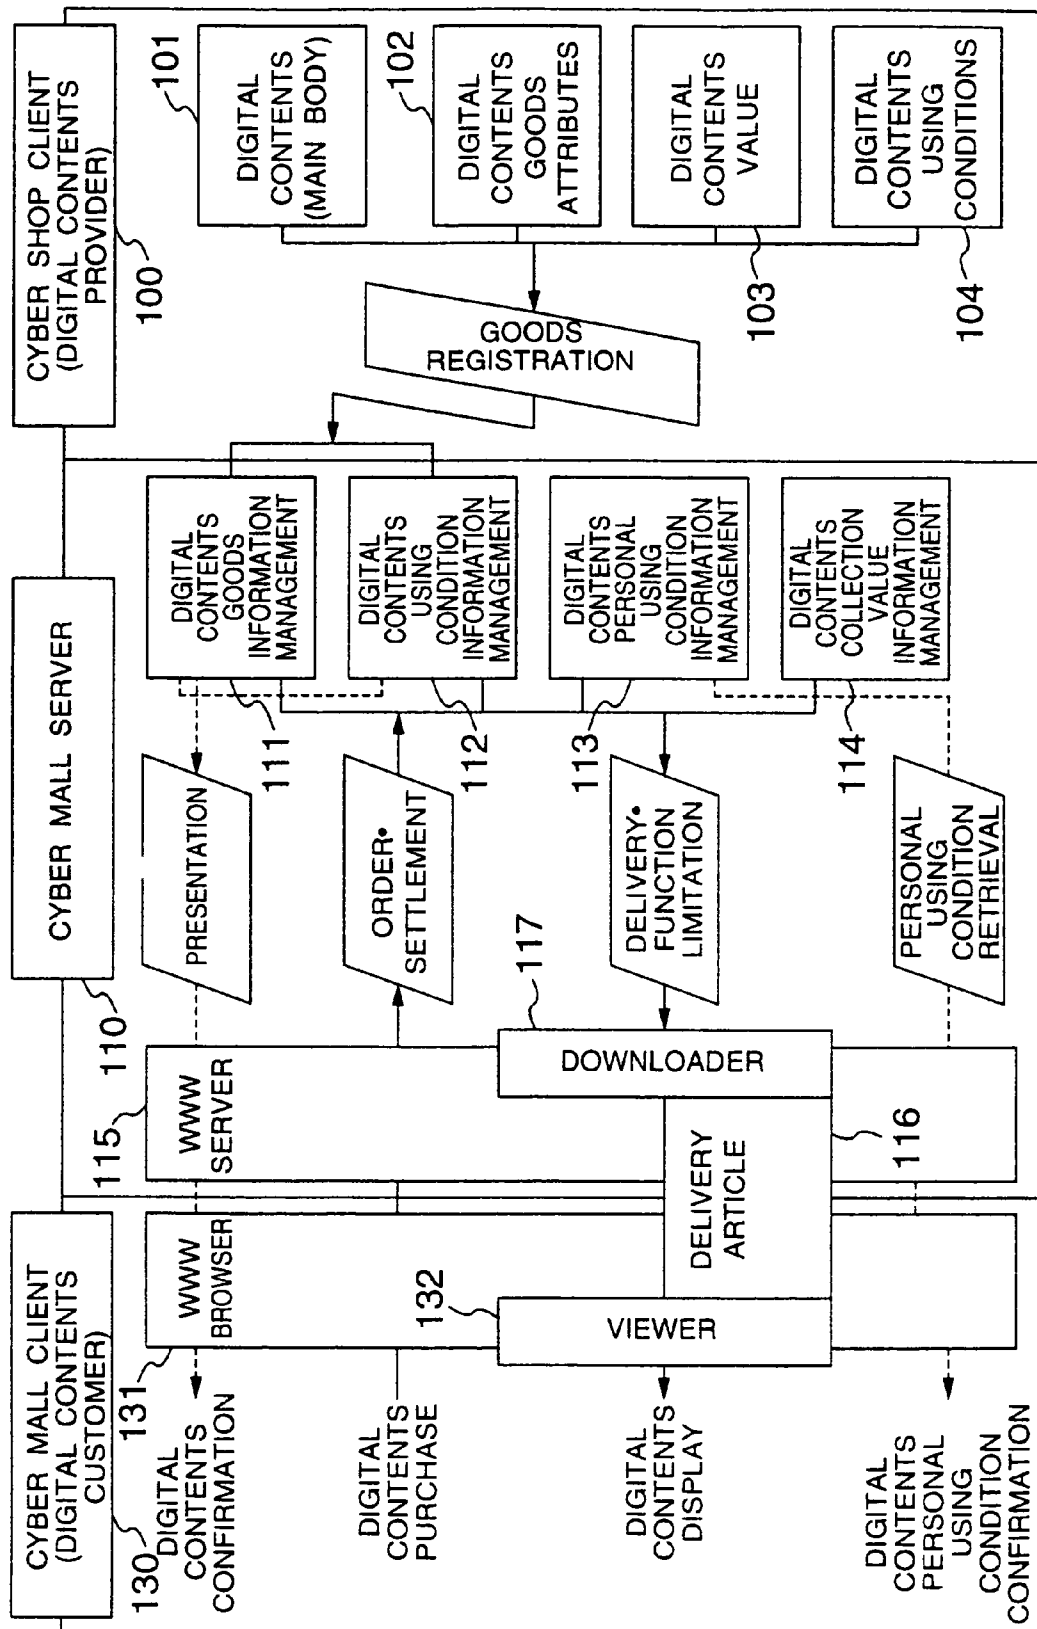 CYBER MALL CLIENT
(DIGITAL CONTENTS
CUSTOMER)
130
CYBER MALL SERVER
110
CYBER SHOP CLIENT
(DIGITAL CONTENTS
PROVIDER)
100
131
WWW
BROWSER
115
WWW
SERVER
DIGITAL
CONTENTS
CONFIRMATION
PRESENTATION
DIGITAL
CONTENTS
GOODS
INFORMATION
MANAGEMENT
111
DIGITAL
CONTENTS
PURCHASE
ORDER•
SETTLEMENT
DIGITAL
CONTENTS
USING
CONDITION
INFORMATION
MANAGEMENT
112
DIGITAL
CONTENTS
DISPLAY
132
VIEWER
DELIVERY
ARTICLE
116
117
DOWNLOADER
DELIVERY•
FUNCTION
LIMITATION
DIGITAL
CONTENTS
PERSONAL
USING
CONDITION
INFORMATION
MANAGEMENT
113
DIGITAL
CONTENTS
PERSONAL
USING
CONDITION
CONFIRMATION
PERSONAL
USING
CONDITION
RETRIEVAL
DIGITAL
CONTENTS
COLLECTION
VALUE
INFORMATION
MANAGEMENT
114
GOODS
REGISTRATION
101
DIGITAL
CONTENTS
(MAIN BODY)
102
DIGITAL
CONTENTS
GOODS
ATTRIBUTES
DIGITAL
CONTENTS
VALUE
103
DIGITAL
CONTENTS
USING
CONDITIONS
104